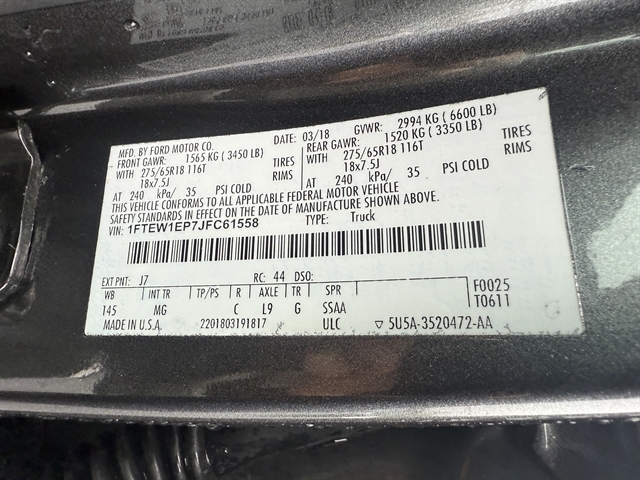 MFD. BY FORD MOTOR CO. DATE: 03/18 GVWR: 2994 KG ( 6600 LB)
FRONT GAWR: 1565 KG ( 3450 LB) REAR GAWR: 1520 KG ( 3350 LB)
WITH 275/65R18 116T TIRES WITH 275/65R18 116T TIRES
18x7.5J RIMS 18x7.5J RIMS
AT 240 kPa/ 35 PSI COLD AT 240 kPa/ 35 PSI COLD
THIS VEHICLE CONFORMS TO ALL APPLICABLE FEDERAL MOTOR VEHICLE
SAFETY STANDARDS IN EFFECT ON THE DATE OF MANUFACTURE SHOWN ABOVE.
VIN: 1FTEW1EP7JFC61558 TYPE: Truck
EXT PNT: J7 RC: 44 DSO: F0025
WB INT TR TP/PS R AXLE TR SPR T0611
145 MG C L9 G SSAA
MADE IN U.S.A. 2201803191817 ULC ▽ 5U5A-3520472-AA